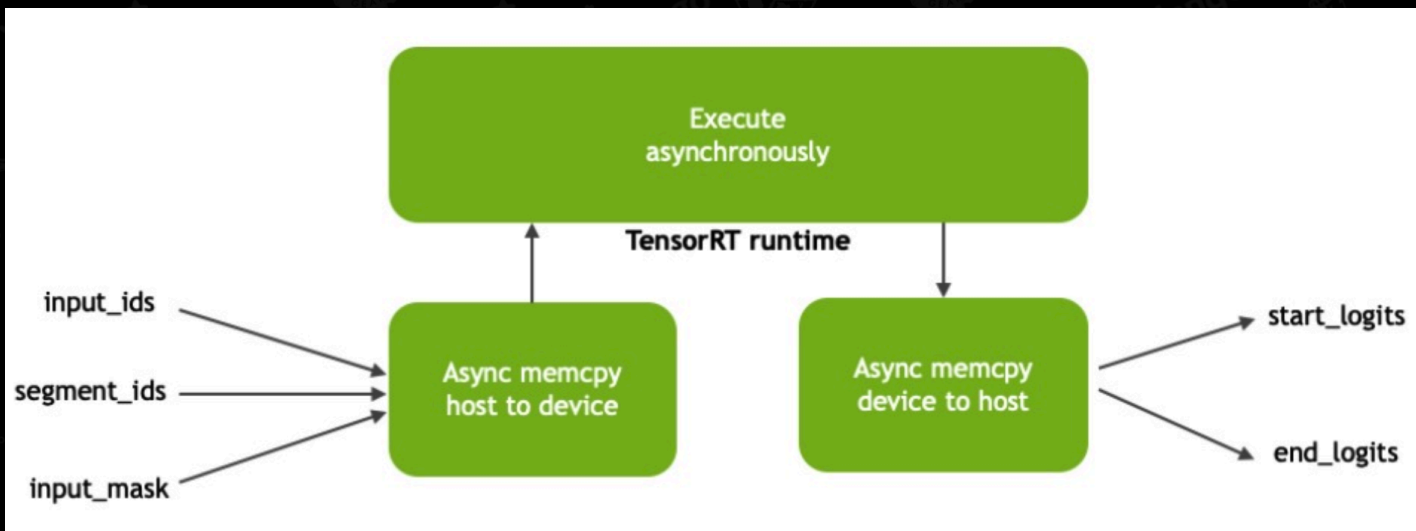 Execute
asynchronously
TensorRT runtime
input_ids
segment_ids
input_mask
Async memcpy
host to device
Async memcpy
device to host
start_logits
end_logits